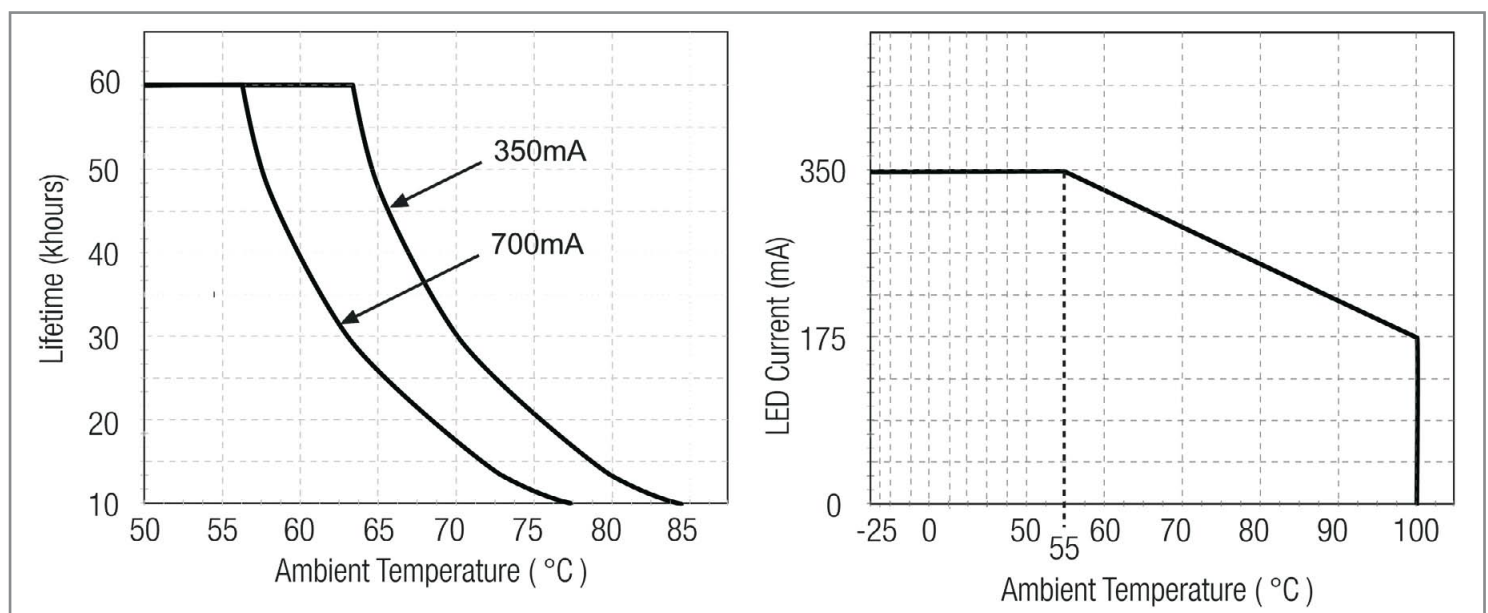 60
50
40
30
20
10
Lifetime (khours)
350mA
700mA
50 55 60 65 70 75 80 85
Ambient Temperature ( °C )
350
175
0
LED Current (mA)
-25 0 50 60 70 80 90 100
55
Ambient Temperature ( °C )